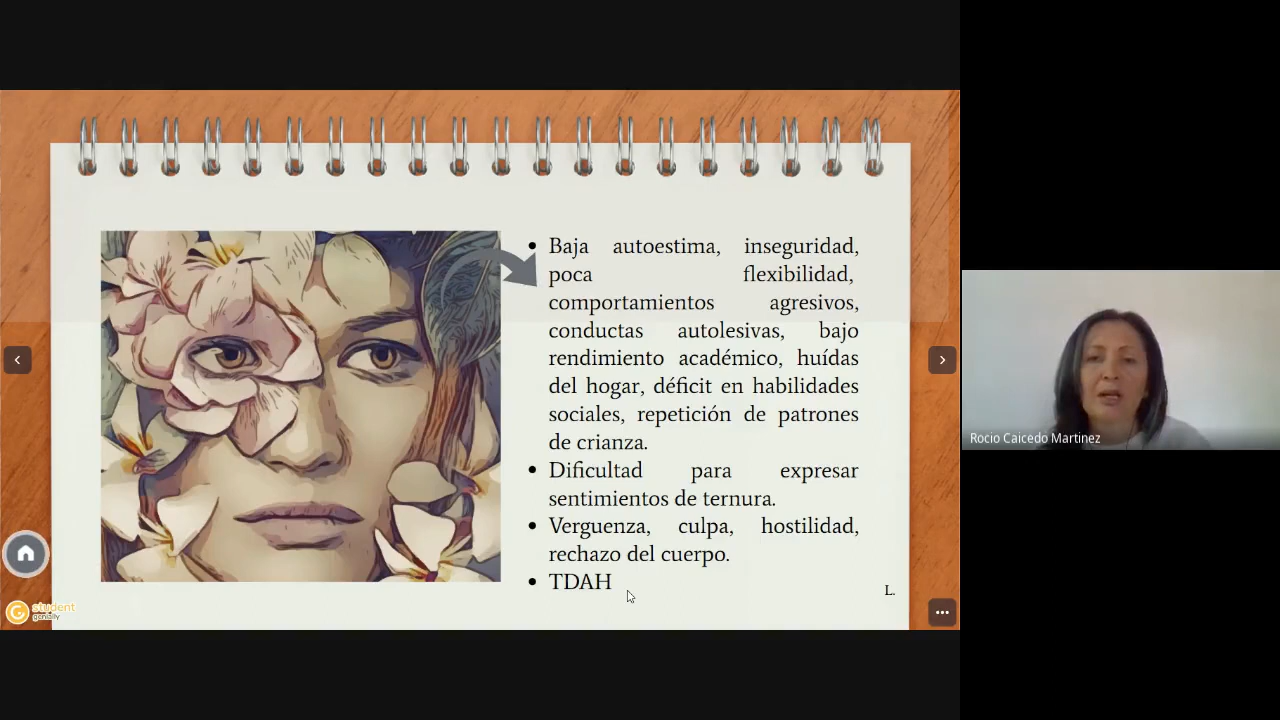 Baja autoestima, inseguridad,
poca flexibilidad,
comportamientos agresivos,
conductas autolesivas, bajo
rendimiento académico, huídas
del hogar, déficit en habilidades
sociales, repetición de patrones
de crianza.
Dificultad para expresar
sentimientos de ternura.
Verguenza, culpa, hostilidad,
rechazo del cuerpo.
TDAH
L.
student
genially
Rocio Caicedo Martinez